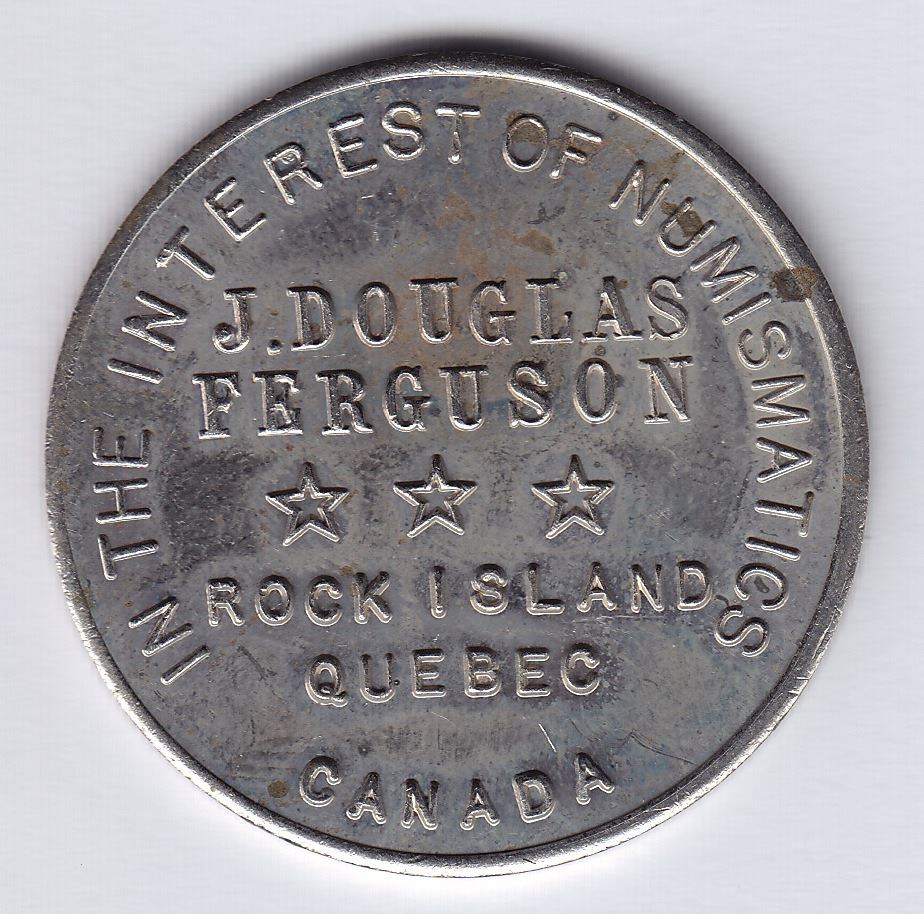 IN THE INTEREST OF NUMISMATICS
J. DOUGLAS
FERGUSON
ROCK ISLAND
QUEBEC
CANADA